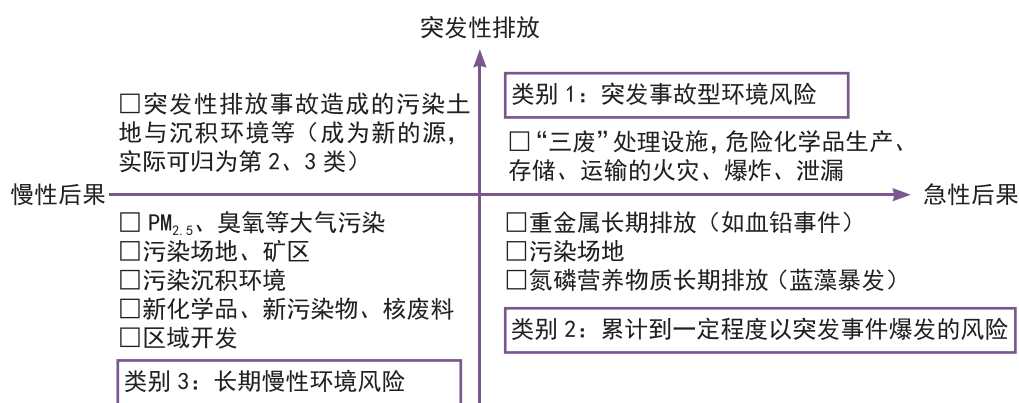 突发性排放
□突发性排放事故造成的污染土
地与沉积环境等（成为新的源，
实际可归为第 2、3 类）
类别 1：突发事故型环境风险
□“三废”处理设施，危险化学品生产、
存储、运输的火灾、爆炸、泄漏
慢性后果
急性后果
□ PM2.5、臭氧等大气污染
□污染场地、矿区
□污染沉积环境
□新化学品、新污染物、核废料
□区域开发
类别 3：长期慢性环境风险
□重金属长期排放（如血铅事件）
□污染场地
□氮磷营养物质长期排放（蓝藻暴发）
类别 2：累计到一定程度以突发事件爆发的风险